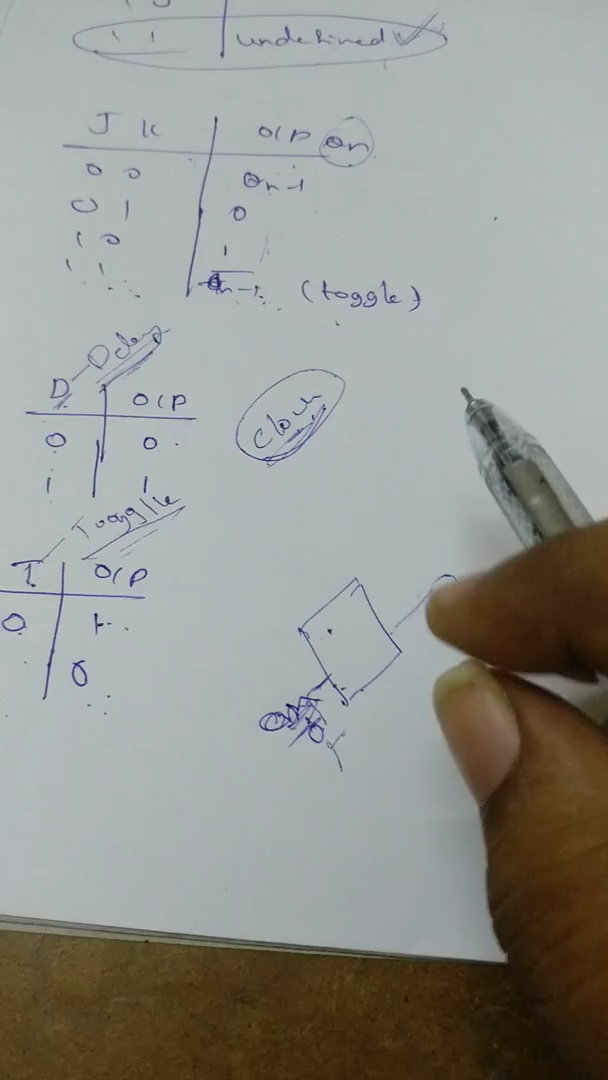 1 1 undefined ✓
J K O/P Qn
0 0 Qn-1
0 1 0
1 0 1
1 1 Q̅n-1 (toggle)
D - Delay
O/P
0 0
1 1
Clock
T - Toggle
O/P
0 1
0